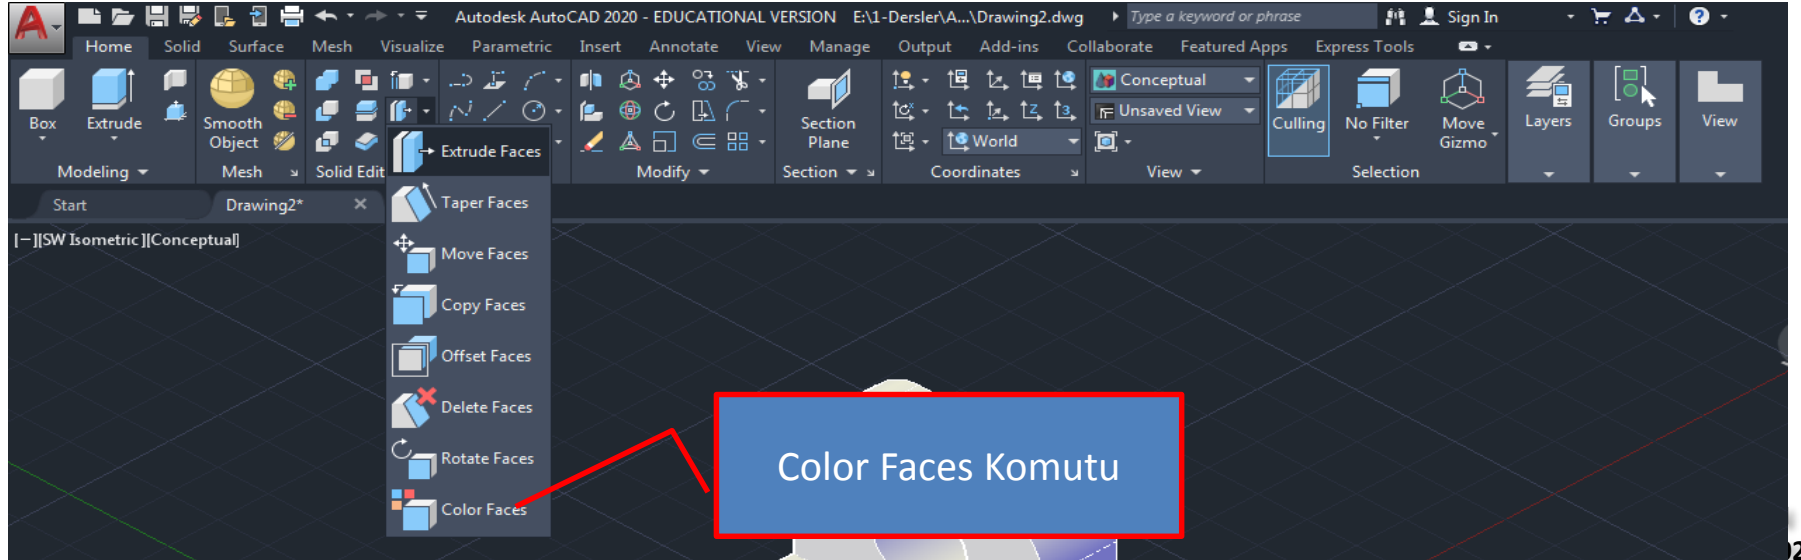 Autodesk AutoCAD 2020 - EDUCATIONAL VERSION E:\1-Dersler\A...\Drawing2.dwg Type a keyword or phrase Sign In
Home Solid Surface Mesh Visualize Parametric Insert Annotate View Manage Output Add-ins Collaborate Featured Apps Express Tools
Conceptual
Unsaved View
World
Box Extrude Smooth Object Section Plane Culling No Filter Move Gizmo Layers Groups View
Modeling Mesh Solid Edit Modify Section Coordinates View Selection
Start Drawing2*
[−][SW Isometric][Conceptual]
Extrude Faces
Taper Faces
Move Faces
Copy Faces
Offset Faces
Delete Faces
Rotate Faces
Color Faces
Color Faces Komutu